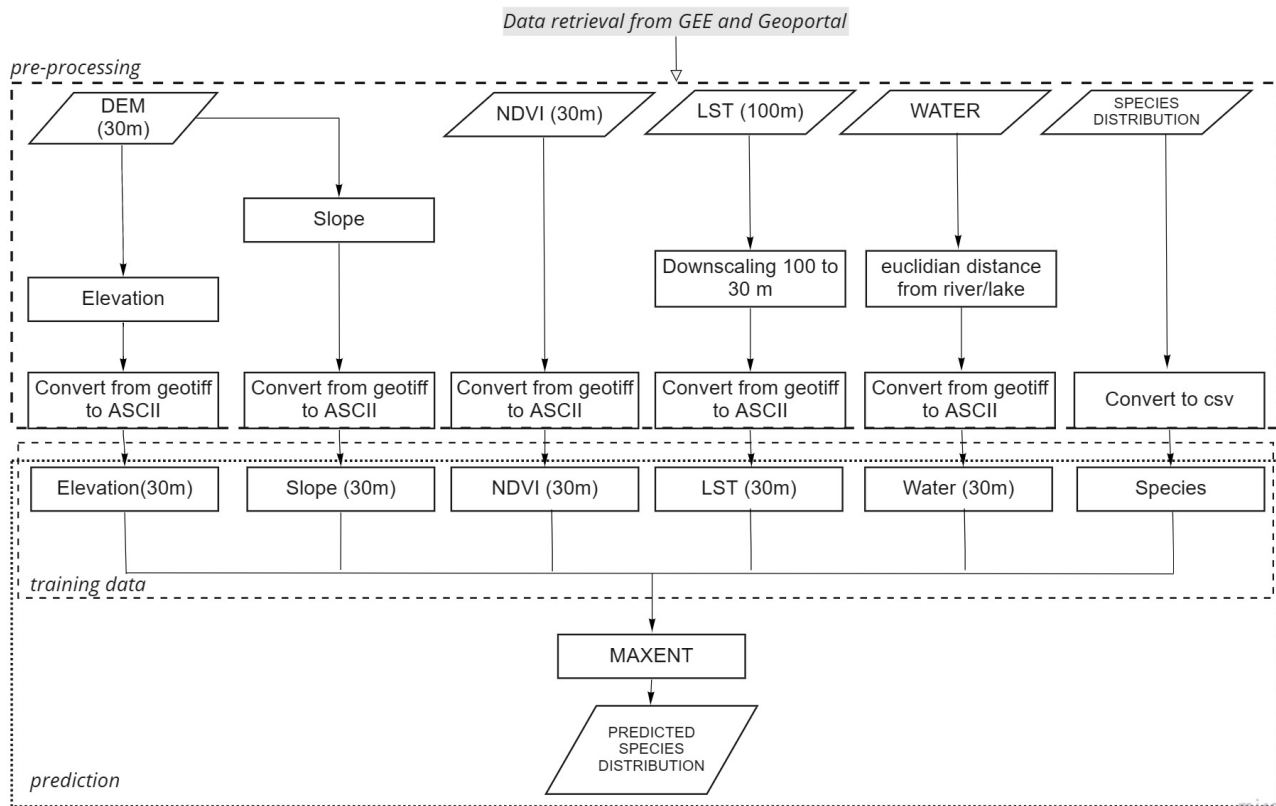 Data retrieval from GEE and Geoportal
pre-processing
DEM
(30m)
NDVI (30m)
LST (100m)
WATER
SPECIES
DISTRIBUTION
Slope
Elevation
Downscaling 100 to
30 m
euclidian distance
from river/lake
Convert from geotiff
to ASCII
Convert from geotiff
to ASCII
Convert from geotiff
to ASCII
Convert from geotiff
to ASCII
Convert from geotiff
to ASCII
Convert to csv
Elevation(30m)
Slope (30m)
NDVI (30m)
LST (30m)
Water (30m)
Species
training data
MAXENT
PREDICTED
SPECIES
DISTRIBUTION
prediction